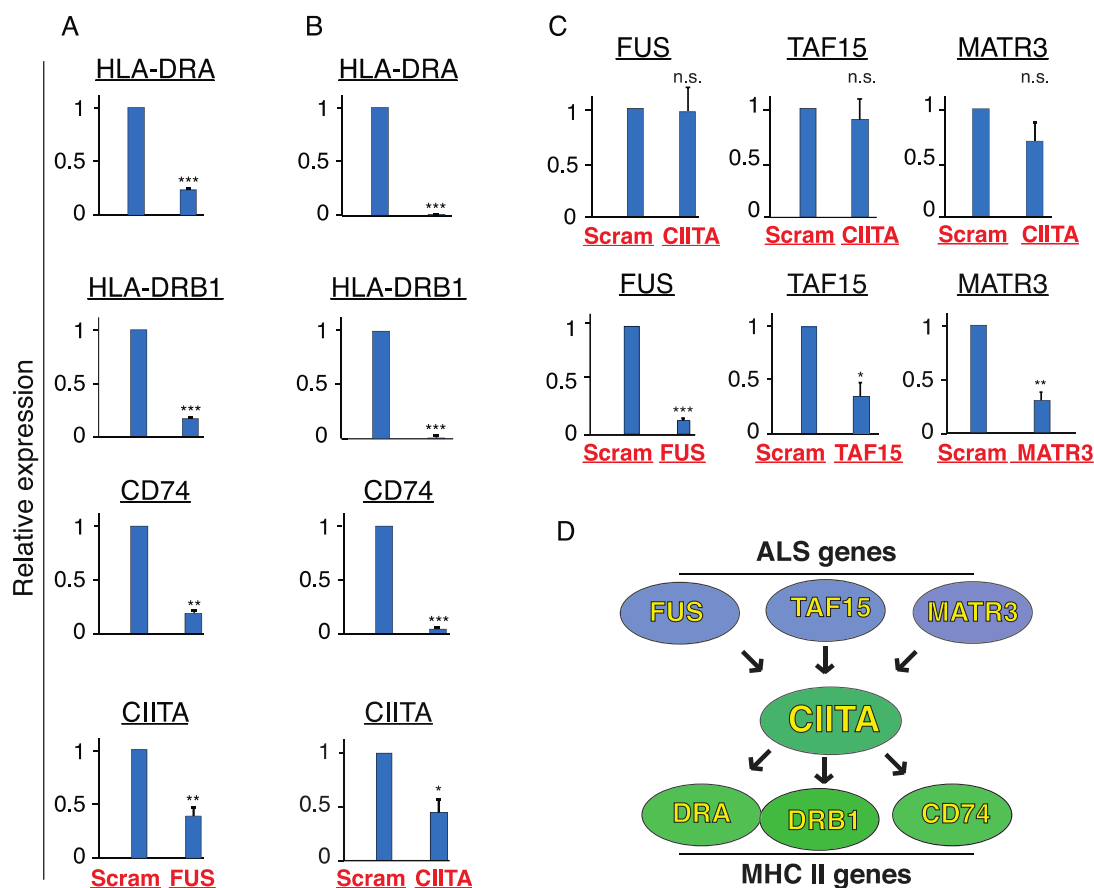 A
Relative expression
HLA-DRA
1
0.5
0
***
HLA-DRB1
1
0.5
0
***
CD74
1
0.5
0
**
CIITA
1
0.5
0
**
Scram FUS
B
HLA-DRA
1
0.5
0
***
HLA-DRB1
1
0.5
0
***
CD74
1
0.5
0
***
CIITA
1
0.5
0
*
Scram CIITA
C
FUS
n.s.
1
0.5
0
Scram CIITA
TAF15
n.s.
1
0.5
0
Scram CIITA
MATR3
n.s.
1
0.5
0
Scram CIITA
FUS
1
0.5
0
***
Scram FUS
TAF15
1
0.5
0
*
Scram TAF15
MATR3
1
0.5
0
**
Scram MATR3
D
ALS genes
FUS TAF15 MATR3
CIITA
DRA DRB1 CD74
MHC II genes